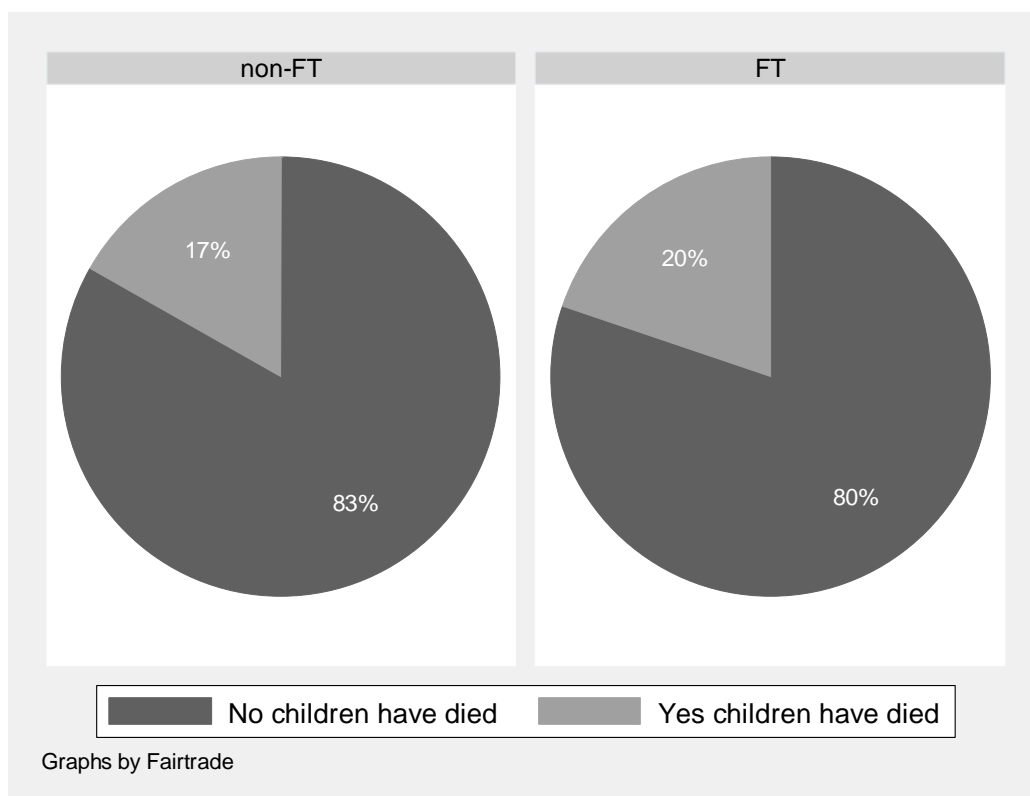 non-FT
FT
17%
20%
83%
80%
No children have died
Yes children have died
Graphs by Fairtrade